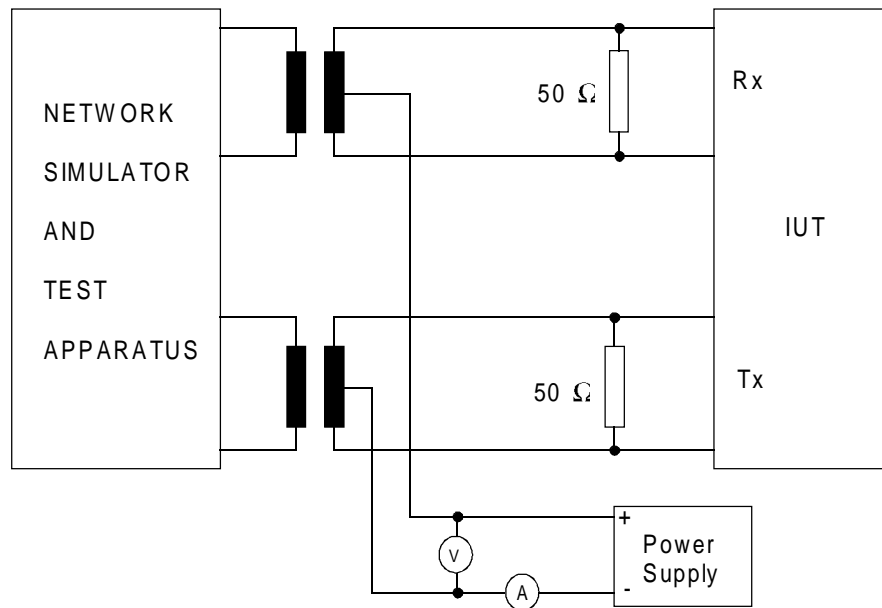 NETWORK
SIMULATOR
AND
TEST
APPARATUS
50 Ω
Rx
IUT
50 Ω
Tx
V
A
+
Power
Supply
-